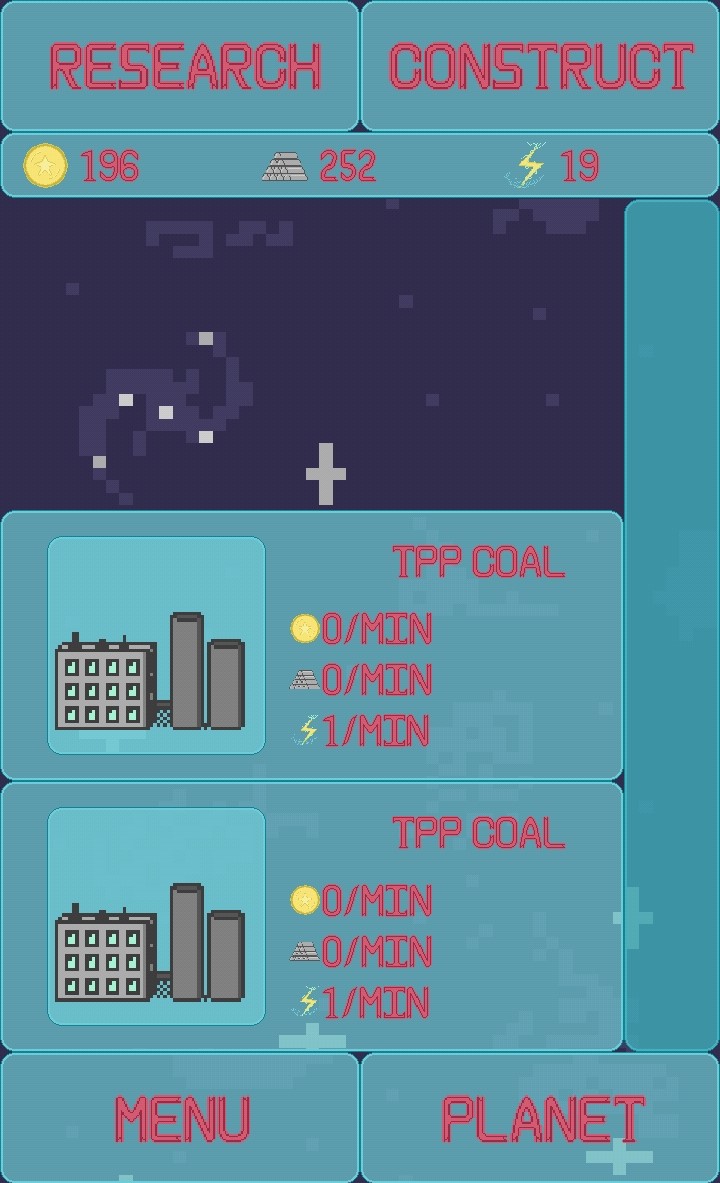 RESEARCH CONSTRUCT
196 252 19
TPP COAL
0/MIN
0/MIN
1/MIN
TPP COAL
0/MIN
0/MIN
1/MIN
MENU PLANET